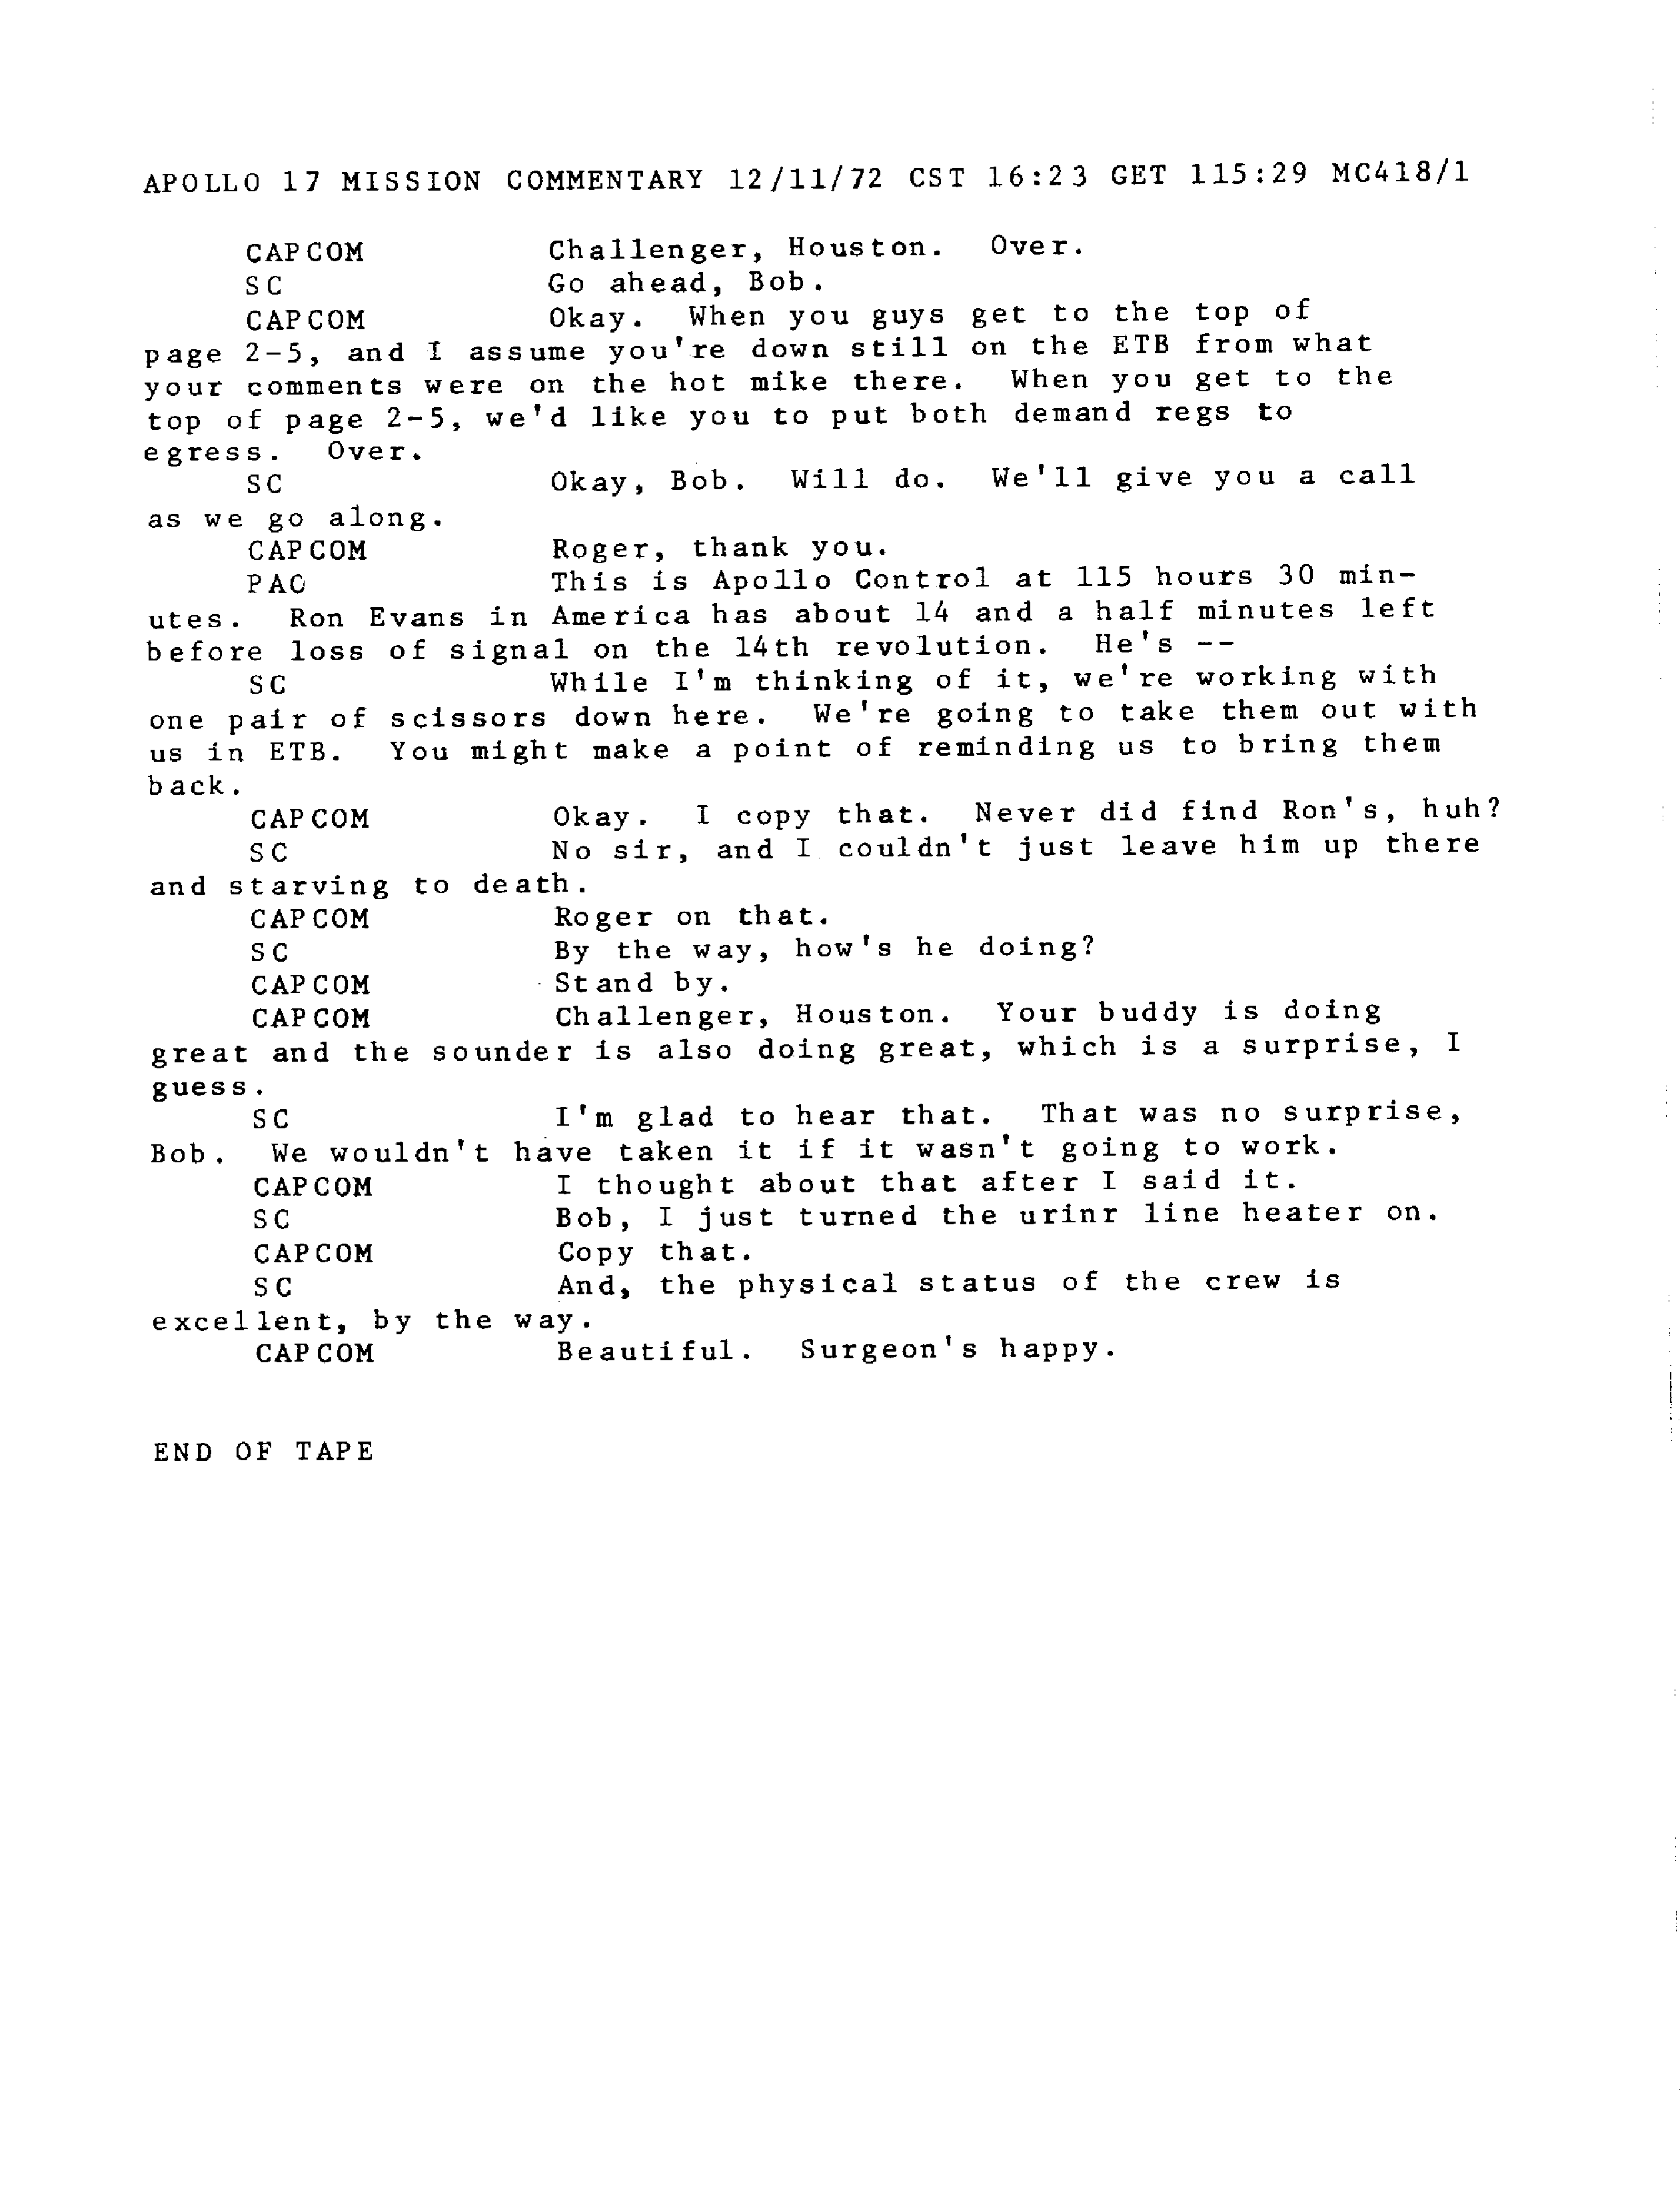 APOLLO 17 MISSION COMMENTARY 12/11/72 CST 16:23 GET 115:29 MC418/1
CAPCOM Challenger, Houston. Over.
SC Go ahead, Bob.
CAPCOM Okay. When you guys get to the top of
page 2-5, and I assume you're down still on the ETB from what
your comments were on the hot mike there. When you get to the
top of page 2-5, we'd like you to put both demand regs to
egress. Over.
SC Okay, Bob. Will do. We'll give you a call
as we go along.
CAPCOM Roger, thank you.
PAO This is Apollo Control at 115 hours 30 min-
utes. Ron Evans in America has about 14 and a half minutes left
before loss of signal on the 14th revolution. He's --
SC While I'm thinking of it, we're working with
one pair of scissors down here. We're going to take them out with
us in ETB. You might make a point of reminding us to bring them
back.
CAPCOM Okay. I copy that. Never did find Ron's, huh?
SC No sir, and I couldn't just leave him up there
and starving to death.
CAPCOM Roger on that.
SC By the way, how's he doing?
CAPCOM Stand by.
CAPCOM Challenger, Houston. Your buddy is doing
great and the sounder is also doing great, which is a surprise, I
guess.
SC I'm glad to hear that. That was no surprise,
Bob. We wouldn't have taken it if it wasn't going to work.
CAPCOM I thought about that after I said it.
SC Bob, I just turned the urinr line heater on.
CAPCOM Copy that.
SC And, the physical status of the crew is
excellent, by the way.
CAPCOM Beautiful. Surgeon's happy.
END OF TAPE